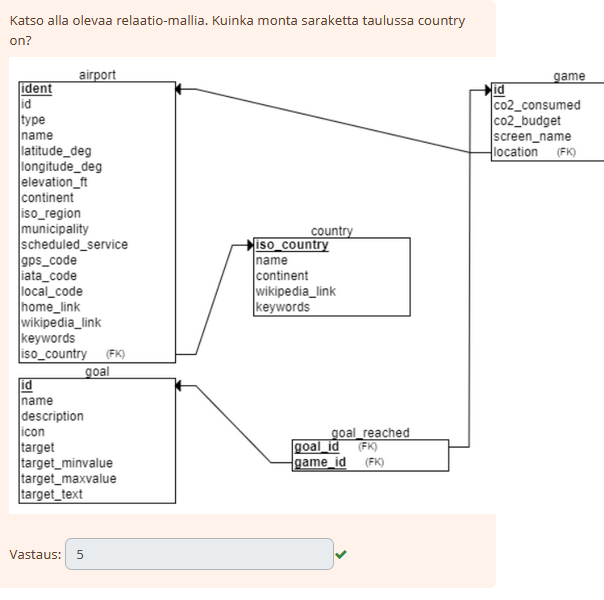 Katso alla olevaa relaatio-mallia. Kuinka monta saraketta taulussa country
on?
airport
ident
id
type
name
latitude_deg
longitude_deg
elevation_ft
continent
iso_region
municipality
scheduled_service
gps_code
iata_code
local_code
home_link
wikipedia_link
keywords
iso_country (FK)
game
id
co2_consumed
co2_budget
screen_name
location (FK)
country
iso_country
name
continent
wikipedia_link
keywords
goal
id
name
description
icon
target
target_minvalue
target_maxvalue
target_text
goal_reached
goal_id (FK)
game_id (FK)
Vastaus: 5